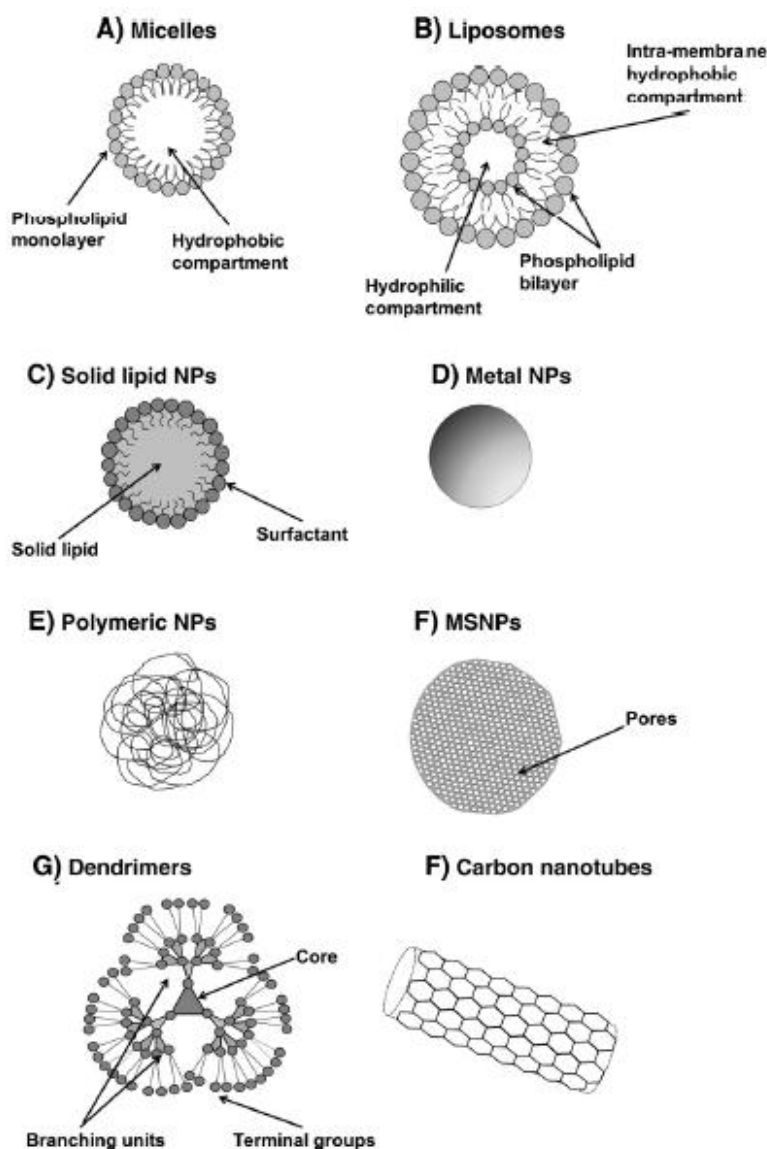 A) Micelles
B) Liposomes
Intra-membrane
hydrophobic
compartment
Phospholipid
monolayer
Hydrophobic
compartment
Hydrophilic
compartment
Phospholipid
bilayer
C) Solid lipid NPs
D) Metal NPs
Solid lipid
Surfactant
E) Polymeric NPs
F) MSNPs
Pores
G) Dendrimers
F) Carbon nanotubes
Core
Branching units
Terminal groups